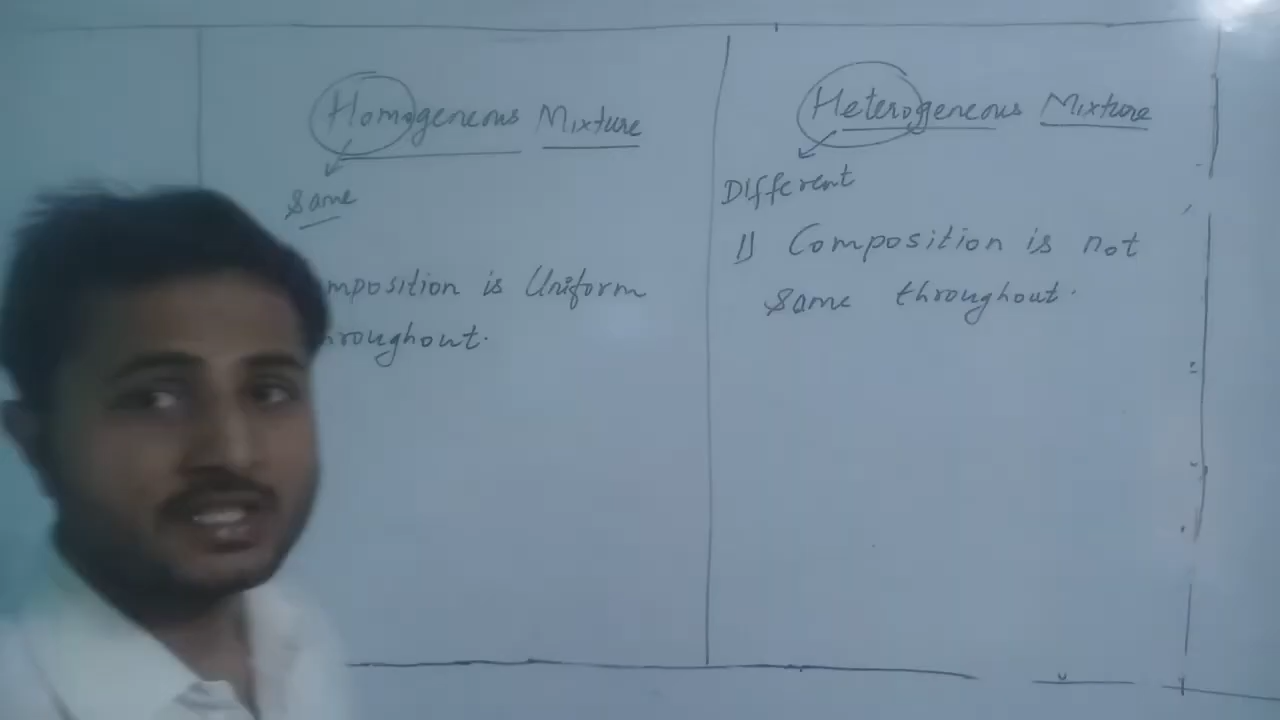 Homogeneous Mixture
Same
mposition is Uniform
hroughout.
Heterogeneous Mixture
Different
1) Composition is not
same throughout.